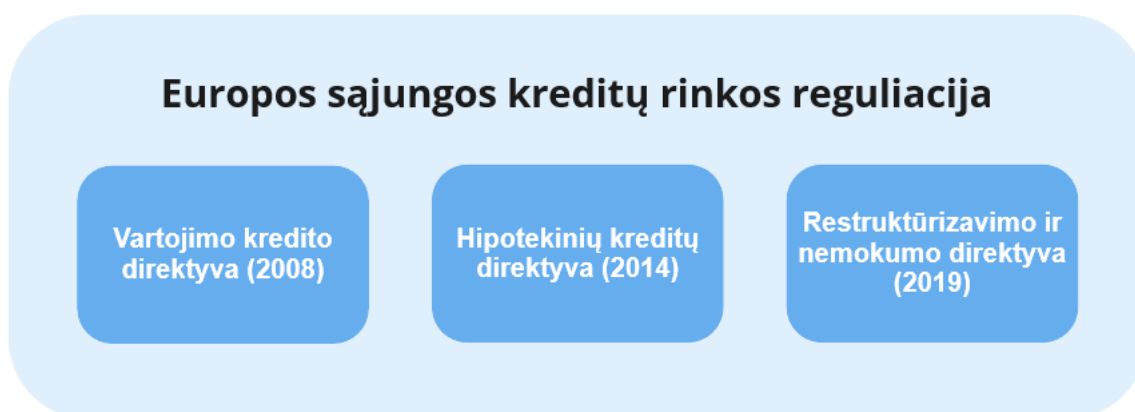 Europos sąjungos kreditų rinkos reguliacija
Vartojimo kredito
direktyva (2008)
Hipotekinių kreditų
direktyva (2014)
Restruktūrizavimo ir
nemokumo direktyva
(2019)